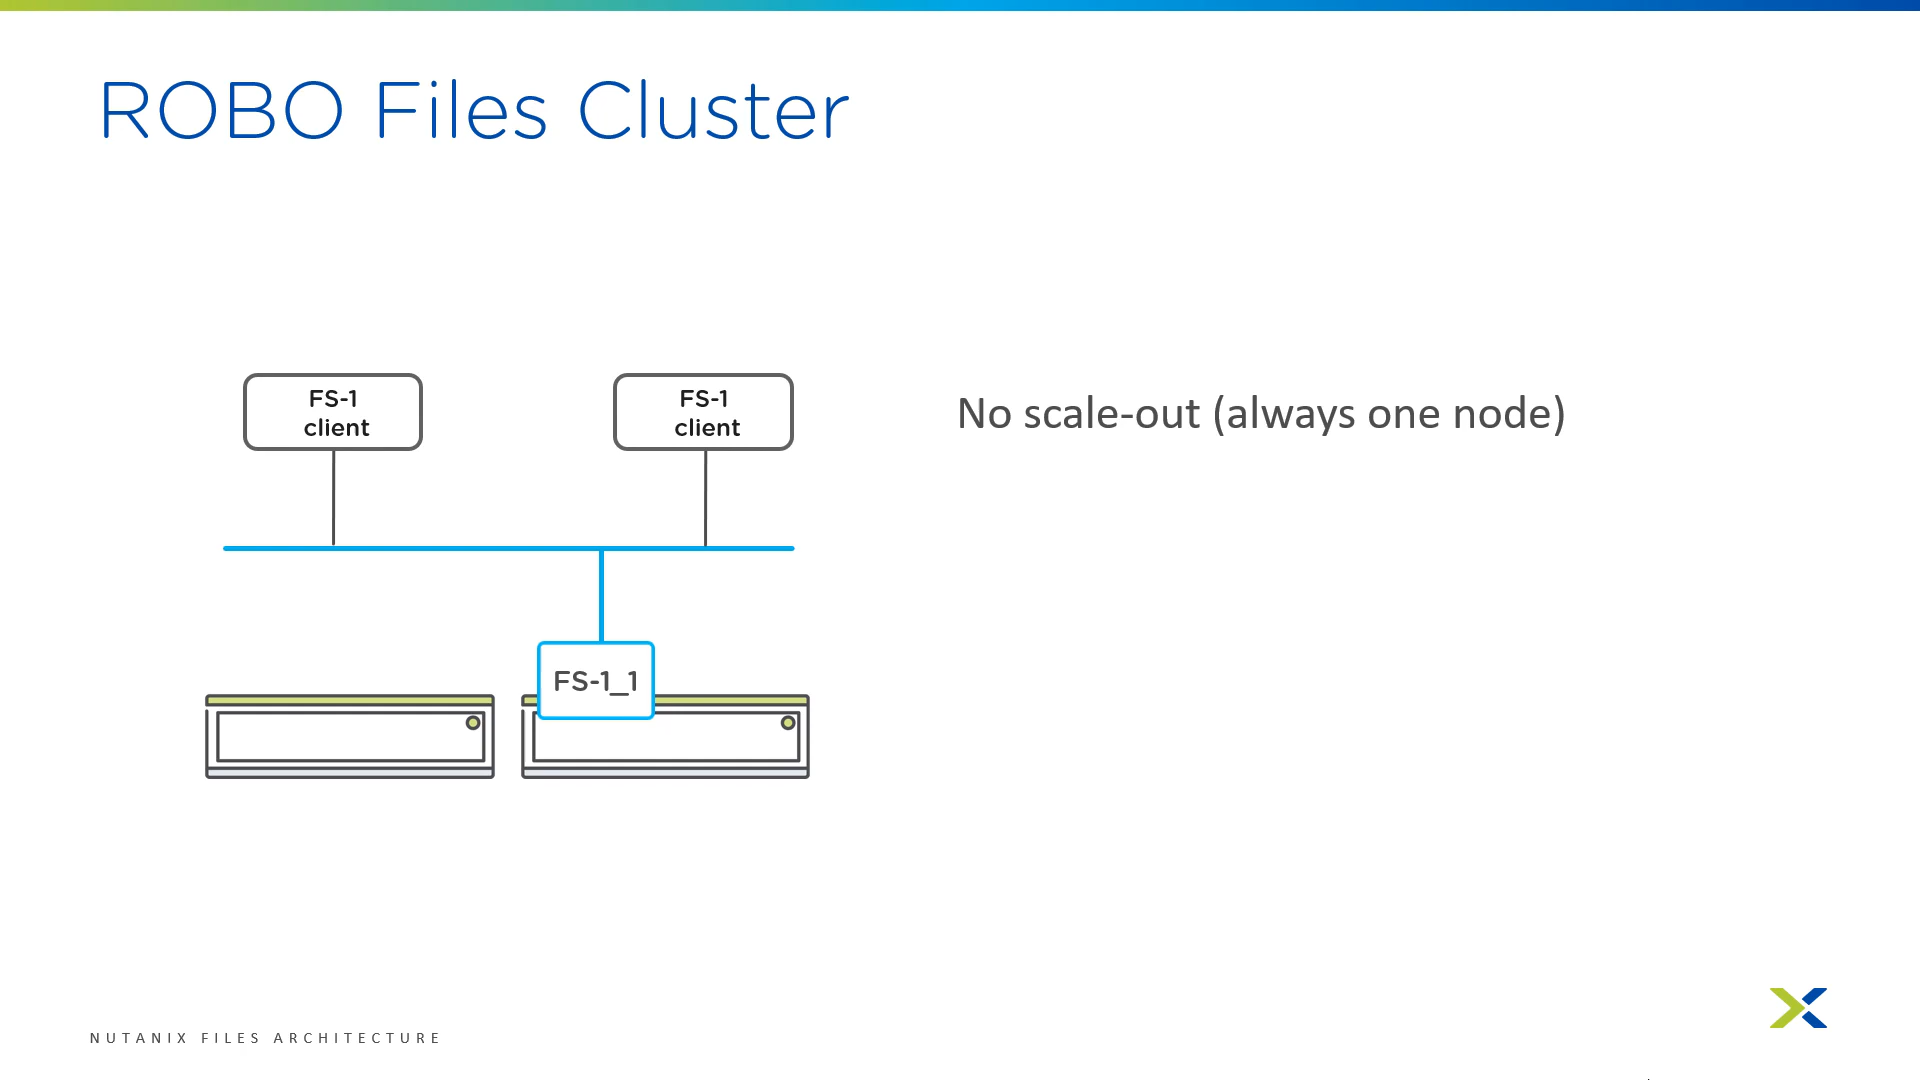 ROBO Files Cluster
FS-1
client
FS-1
client
No scale-out (always one node)
FS-1_1
NUTANIX FILES ARCHITECTURE